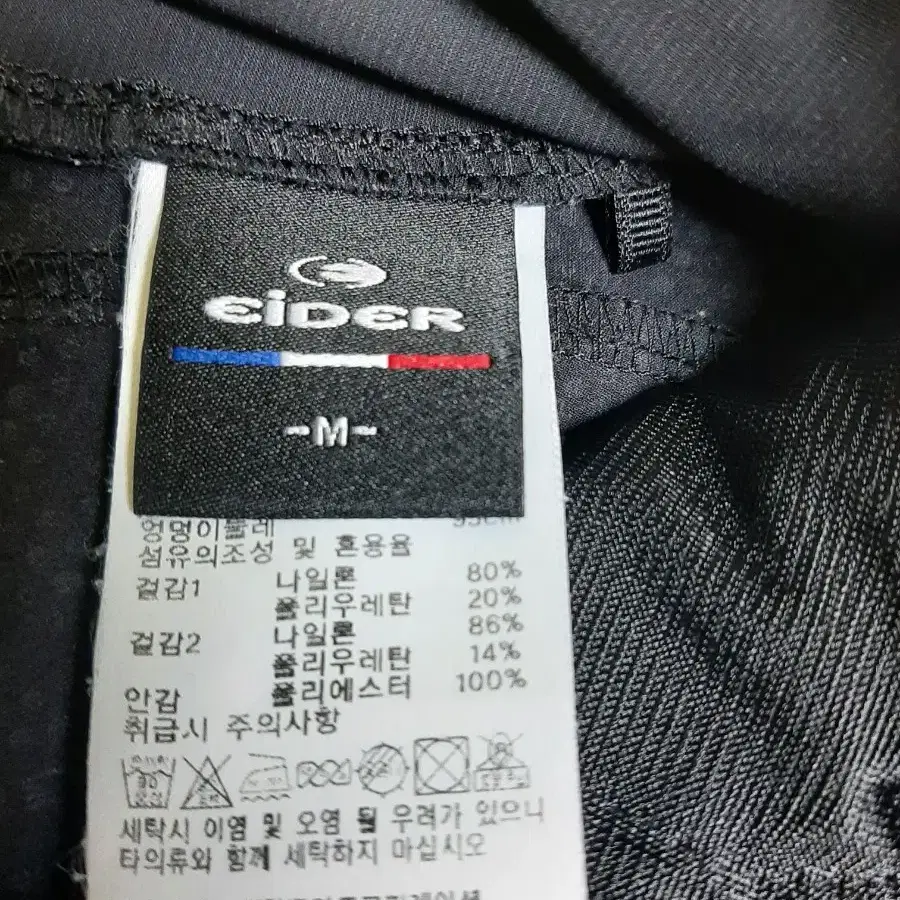 EiDER
-M-
엉덩이둘레 95cm
섬유의조성 및 혼용율
겉감1 나일론 80%
폴리우레탄 20%
겉감2 나일론 86%
폴리우레탄 14%
안감 폴리에스터 100%
취급시 주의사항
30
세탁시 이염 및 오염 될 우려가 있으니
타의류와 함께 세탁하지 마십시오